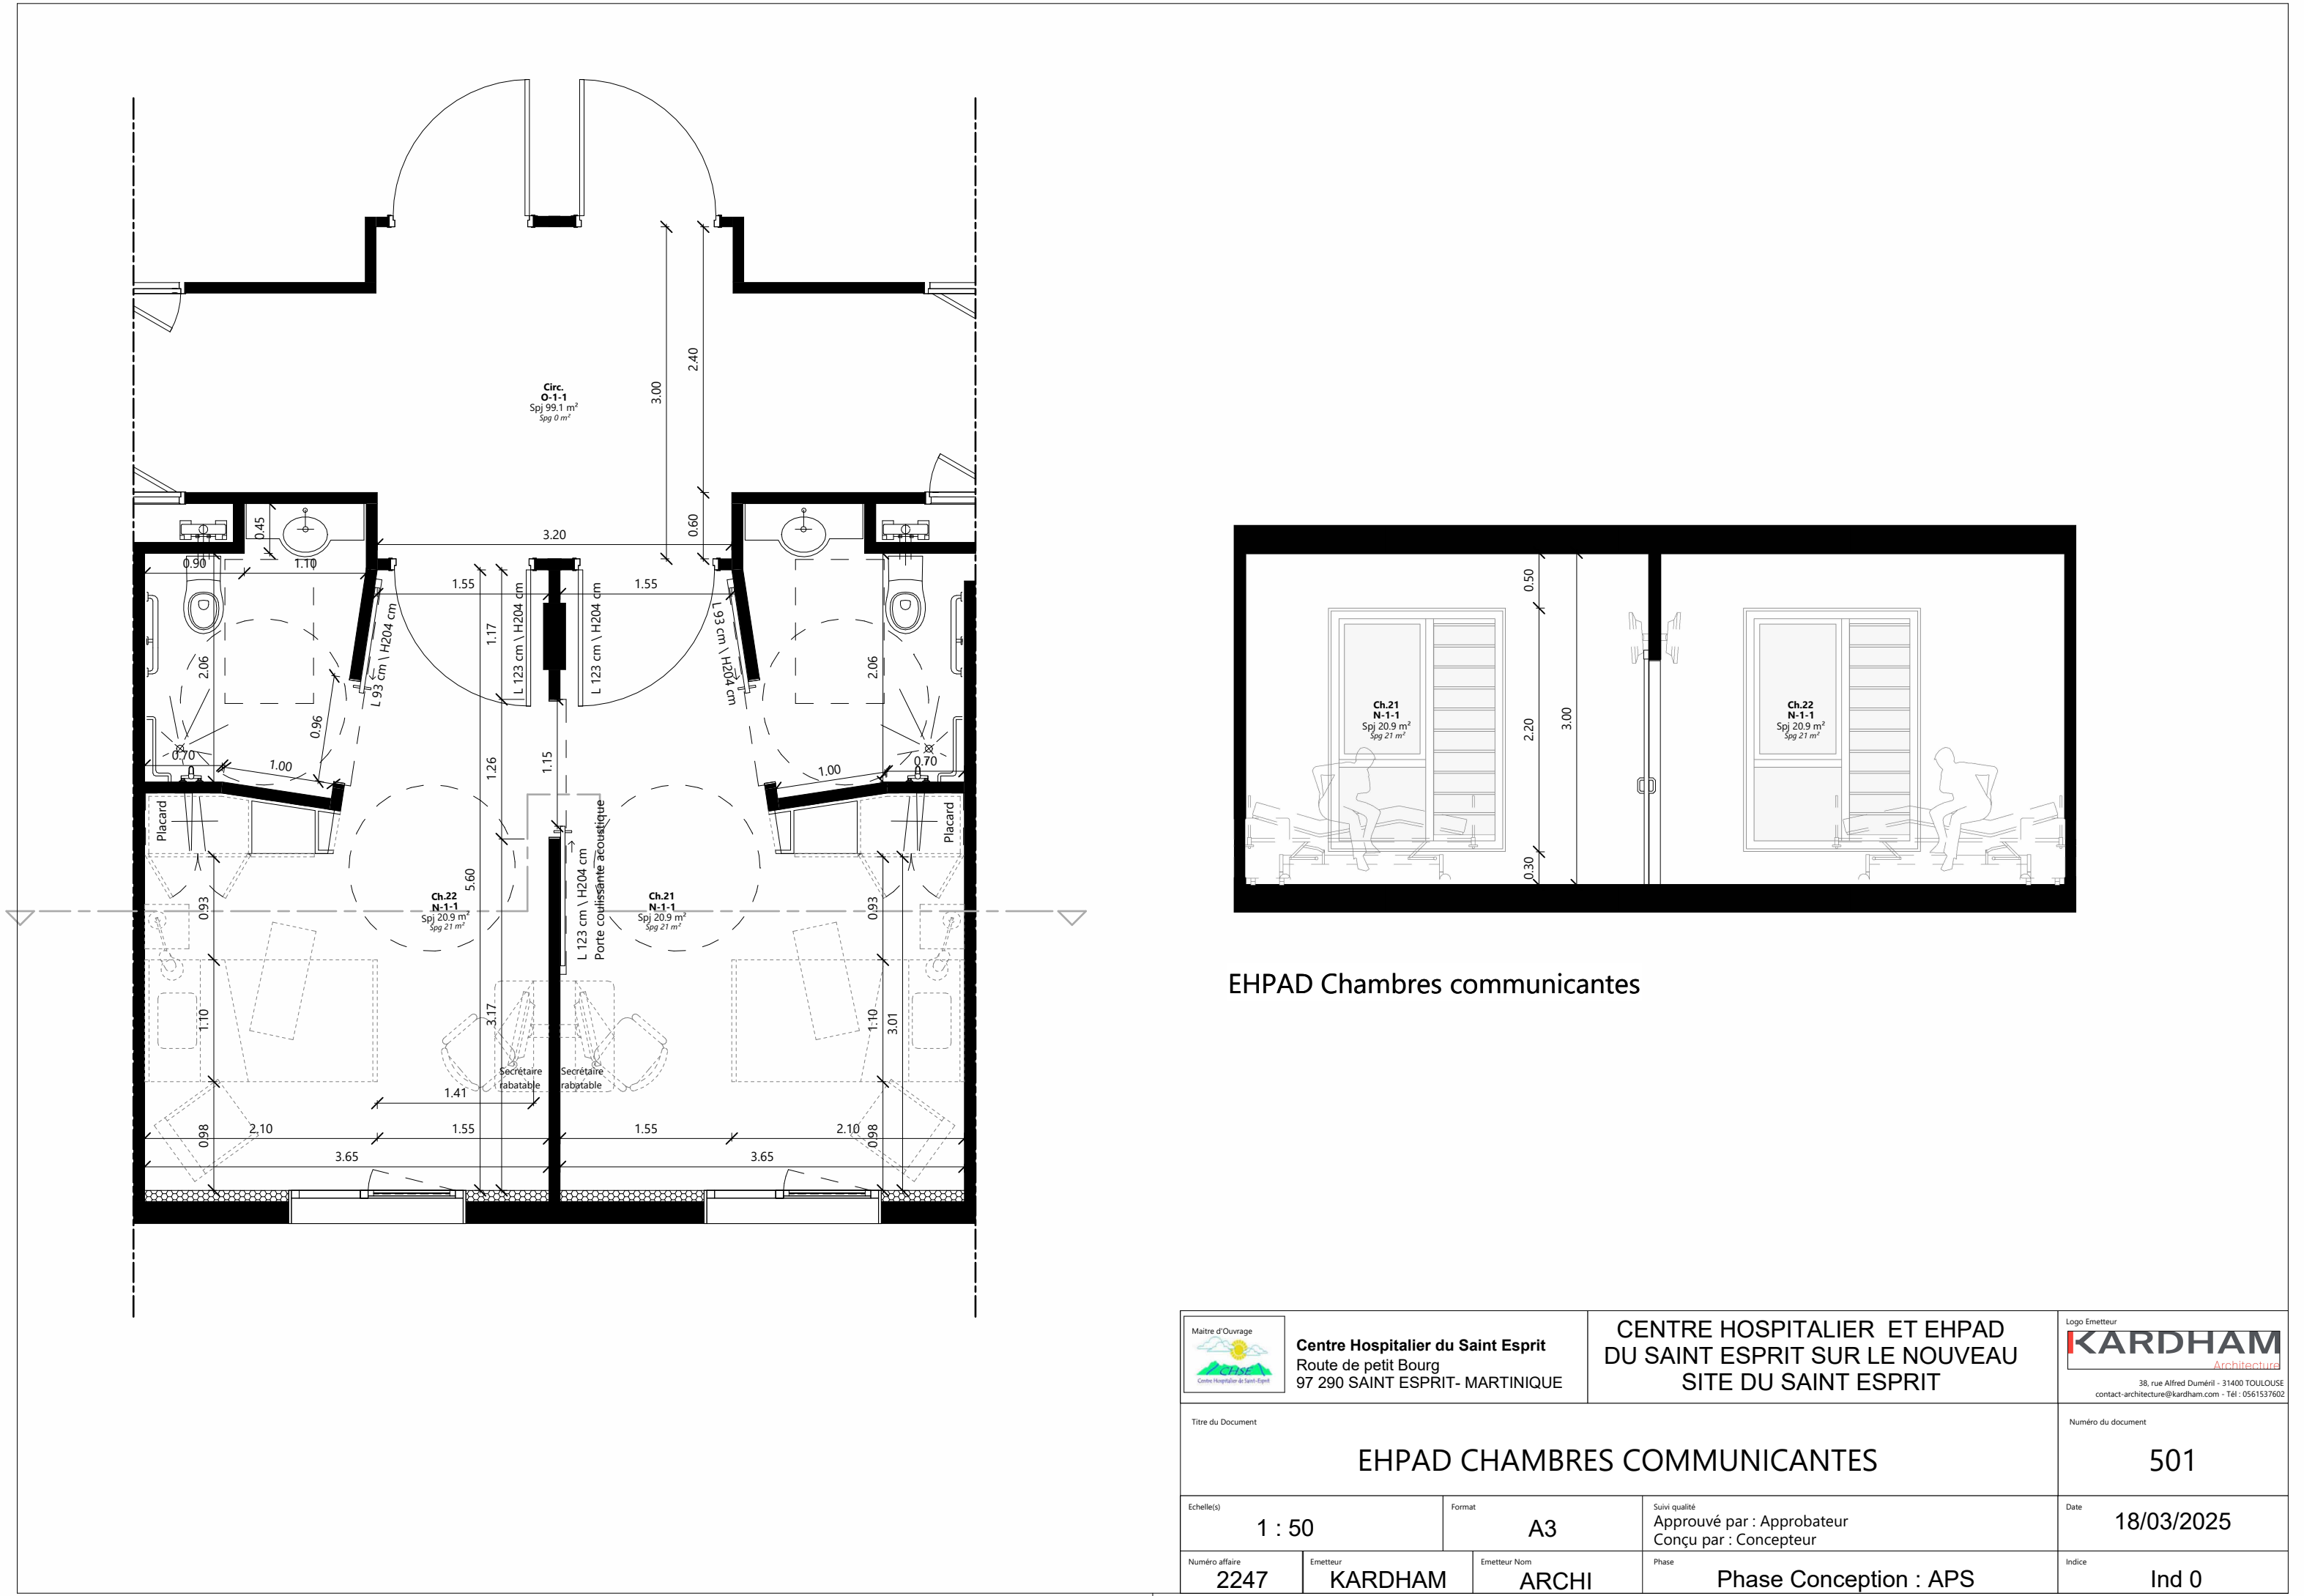 Circ.
O-1-1
Spj 99.1 m²
Spg 0 m²
3.00
2.40
0.60
3.20
0.45
0.90
1.10
1.55
1.55
L 93 cm \ H204 cm
L 123 cm \ H204 cm
L 123 cm \ H204 cm
L 93 cm \ H204 cm
1.17
2.06
2.06
0.96
0.70
1.00
1.26
1.15
1.00
0.70
Placard
Placard
5.60
L 123 cm \ H204 cm
Porte coulissante acoustique
Ch.22
N-1-1
Spj 20.9 m²
Spg 21 m²
Ch.21
N-1-1
Spj 20.9 m²
Spg 21 m²
0.93
0.93
1.10
3.17
1.10
3.01
Secrétaire
rabatable
Secrétaire
rabatable
1.41
0.98
2.10
1.55
1.55
2.10
0.98
3.65
3.65
0.50
2.20
3.00
0.30
Ch.21
N-1-1
Spj 20.9 m²
Spg 21 m²
Ch.22
N-1-1
Spj 20.9 m²
Spg 21 m²
EHPAD Chambres communicantes
Maitre d'Ouvrage
CHSE
Centre Hospitalier du Saint-Esprit
Centre Hospitalier du Saint Esprit
Route de petit Bourg
97 290 SAINT ESPRIT- MARTINIQUE
CENTRE HOSPITALIER ET EHPAD
DU SAINT ESPRIT SUR LE NOUVEAU
SITE DU SAINT ESPRIT
Logo Emetteur
KARDHAM
Architecture
38, rue Alfred Duméril - 31400 TOULOUSE
contact-architecture@kardham.com - Tél : 0561537602
Titre du Document
EHPAD CHAMBRES COMMUNICANTES
Numéro du document
501
Echelle(s)
1 : 50
Format
A3
Suivi qualité
Approuvé par : Approbateur
Conçu par : Concepteur
Date
18/03/2025
Numéro affaire
2247
Emetteur
KARDHAM
Emetteur Nom
ARCHI
Phase
Phase Conception : APS
Indice
Ind 0